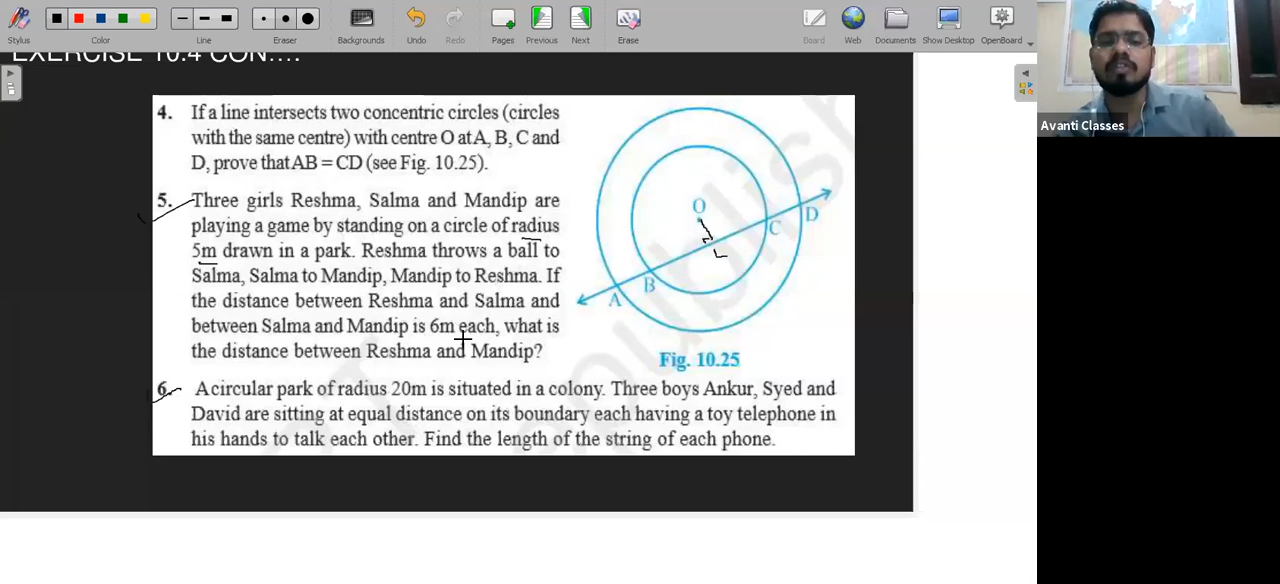 Stylus
Color
Line
Eraser
Backgrounds
Undo
Redo
Pages
Previous
Next
Erase
Board
Web
Documents
Show Desktop
OpenBoard
EXERCISE 10.4 CON....
4. If a line intersects two concentric circles (circles
with the same centre) with centre O at A, B, C and
D, prove that AB = CD (see Fig. 10.25).
5. Three girls Reshma, Salma and Mandip are
playing a game by standing on a circle of radius
5m drawn in a park. Reshma throws a ball to
Salma, Salma to Mandip, Mandip to Reshma. If
the distance between Reshma and Salma and
between Salma and Mandip is 6m each, what is
the distance between Reshma and Mandip?
O
D
C
B
A
Fig. 10.25
6. A circular park of radius 20m is situated in a colony. Three boys Ankur, Syed and
David are sitting at equal distance on its boundary each having a toy telephone in
his hands to talk each other. Find the length of the string of each phone.
Avanti Classes